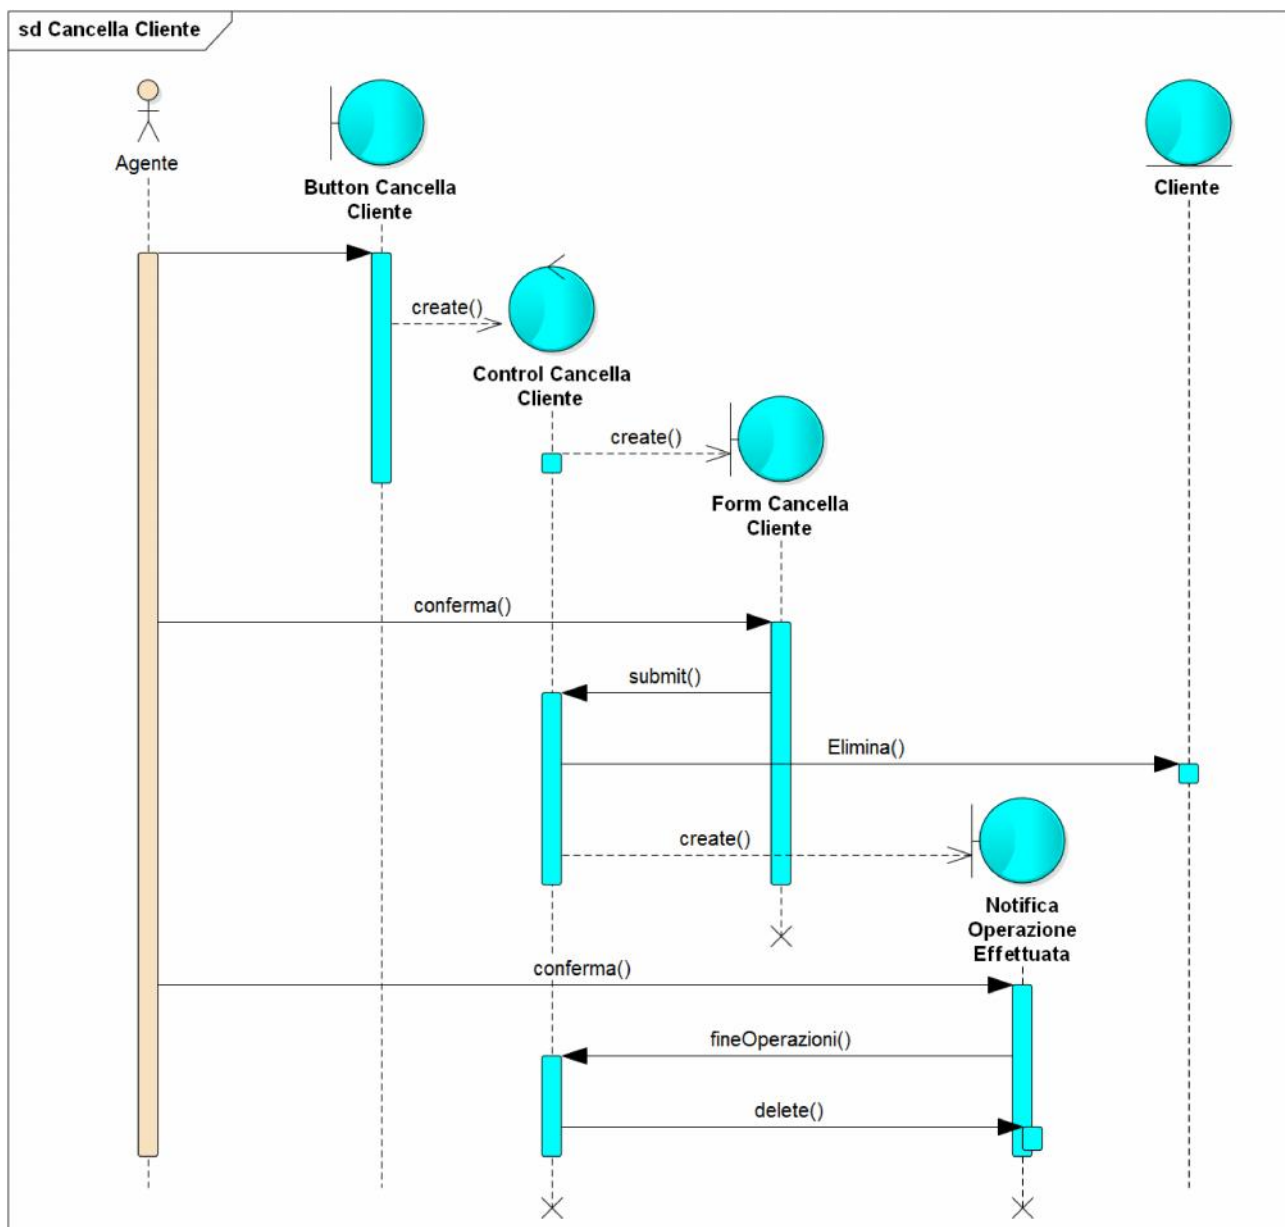 sd Cancella Cliente
Agente
Button Cancella
Cliente
Cliente
create()
Control Cancella
Cliente
create()
Form Cancella
Cliente
conferma()
submit()
Elimina()
create()
Notifica
Operazione
Effettuata
conferma()
fineOperazioni()
delete()